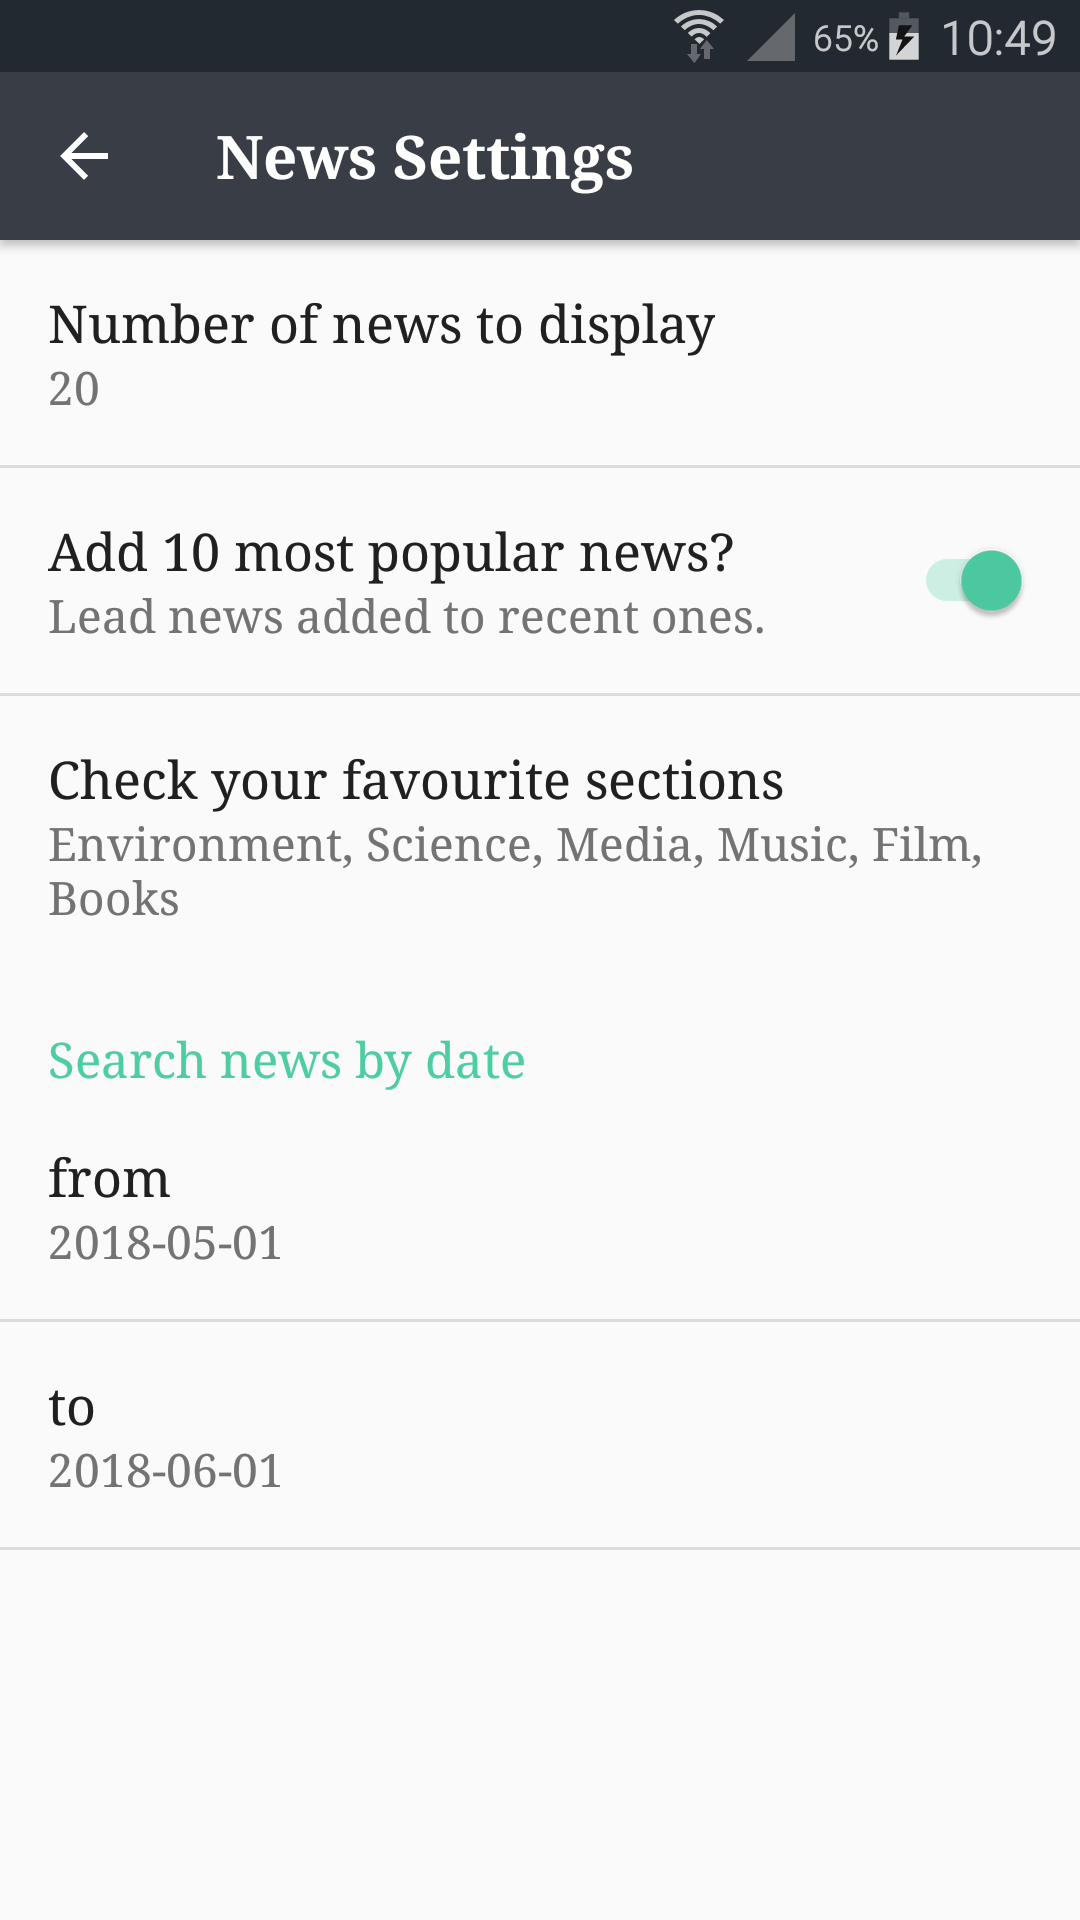 65% 10:49
News Settings
Number of news to display
20
Add 10 most popular news?
Lead news added to recent ones.
Check your favourite sections
Environment, Science, Media, Music, Film,
Books
Search news by date
from
2018-05-01
to
2018-06-01